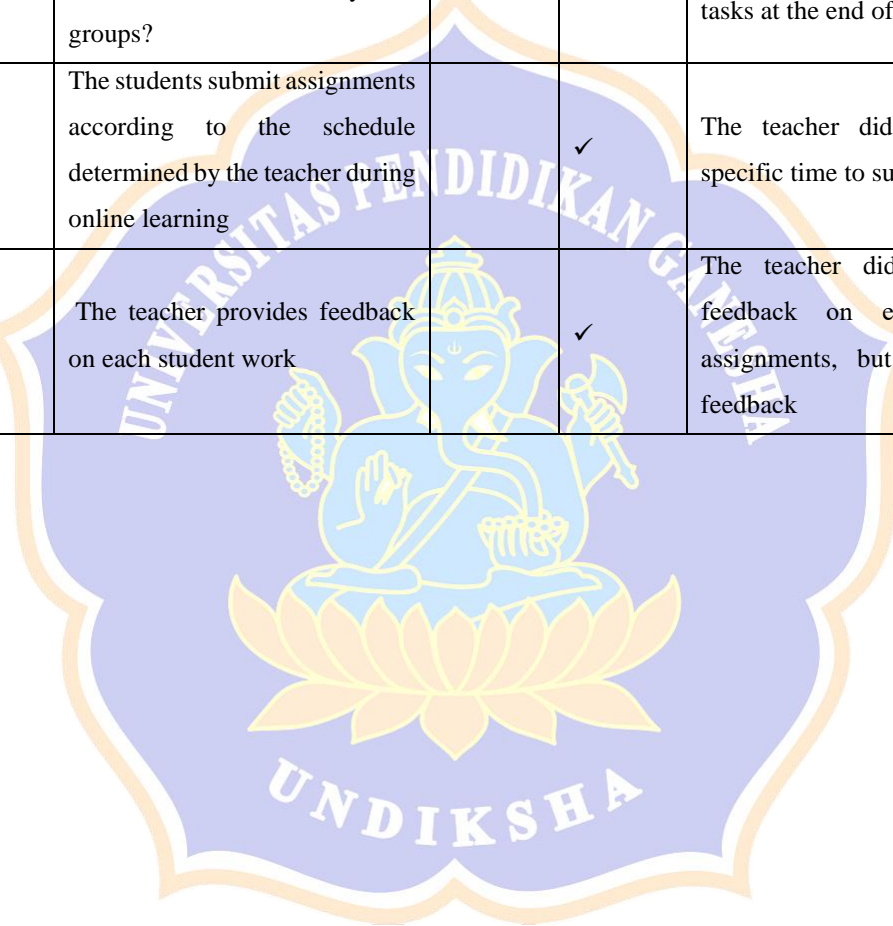 groups?
tasks at the end of
The students submit assignments
according to the schedule
determined by the teacher during
online learning
✓
The teacher did
specific time to su
The teacher provides feedback
on each student work
✓
The teacher did
feedback on e
assignments, but
feedback
UNIVERSITAS PENDIDIKAN GANESHA
UNDIKSHA